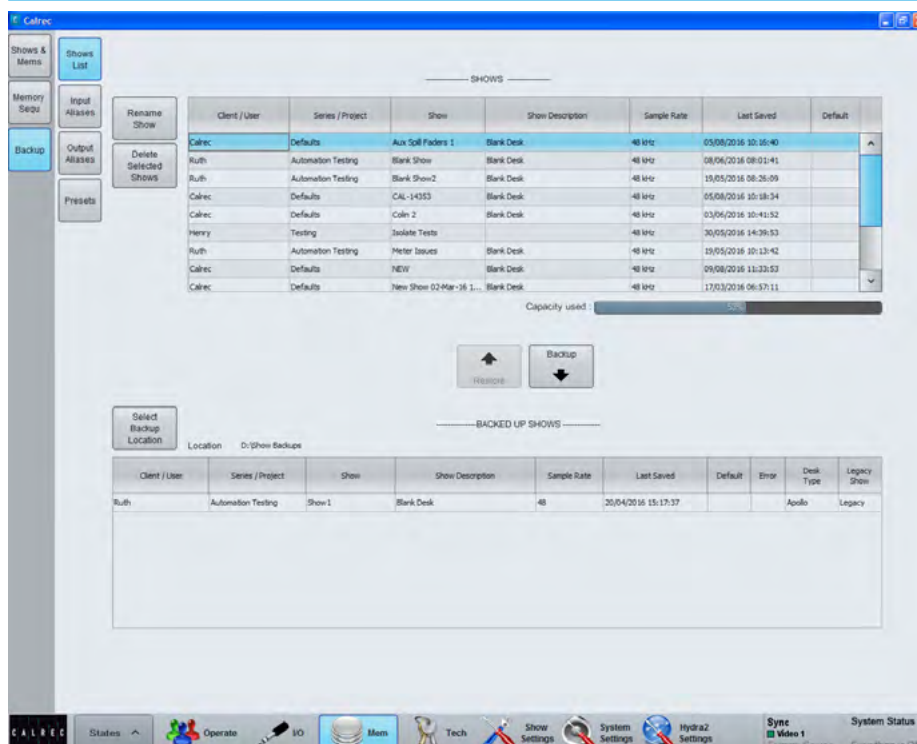 Calrec
Shows & Mems
Memory Sequ
Backup
Shows List
Input Aliases
Output Aliases
Presets
SHOWS
Rename Show
Delete Selected Shows
Client / User Series / Project Show Show Description Sample Rate Last Saved Default
Calrec Defaults Aux Spill Faders 1 Blank Desk 48 kHz 05/08/2016 10:16:40
Ruth Automation Testing Blank Show Blank Desk 48 kHz 08/06/2016 08:01:41
Ruth Automation Testing Blank Show2 Blank Desk 48 kHz 19/05/2016 08:26:09
Calrec Defaults CAL-14353 Blank Desk 48 kHz 05/08/2016 10:18:34
Calrec Defaults Colin 2 Blank Desk 48 kHz 03/06/2016 10:41:52
Henry Testing Isolate Tests 48 kHz 30/05/2016 14:39:53
Ruth Automation Testing Meter Issues Blank Desk 48 kHz 19/05/2016 10:13:42
Calrec Defaults NEW Blank Desk 48 kHz 09/08/2016 11:33:53
Calrec Defaults New Show 02-Mar-16 1... Blank Desk 48 kHz 17/03/2016 06:57:11
Capacity used :
Restore
Backup
Select Backup Location
BACKED UP SHOWS
Location D:\Show Backups
Client / User Series / Project Show Show Description Sample Rate Last Saved Default Error Desk Type Legacy Show
Ruth Automation Testing Show1 Blank Desk 48 20/04/2016 15:17:37 Apollo Legacy
CALREC States Operate I/O Mem Tech Show Settings System Settings Hydra2 Settings Sync Video 1 System Status